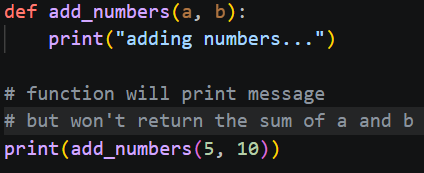 def add_numbers(a, b):
    print("adding numbers...")

# function will print message
# but won't return the sum of a and b
print(add_numbers(5, 10))